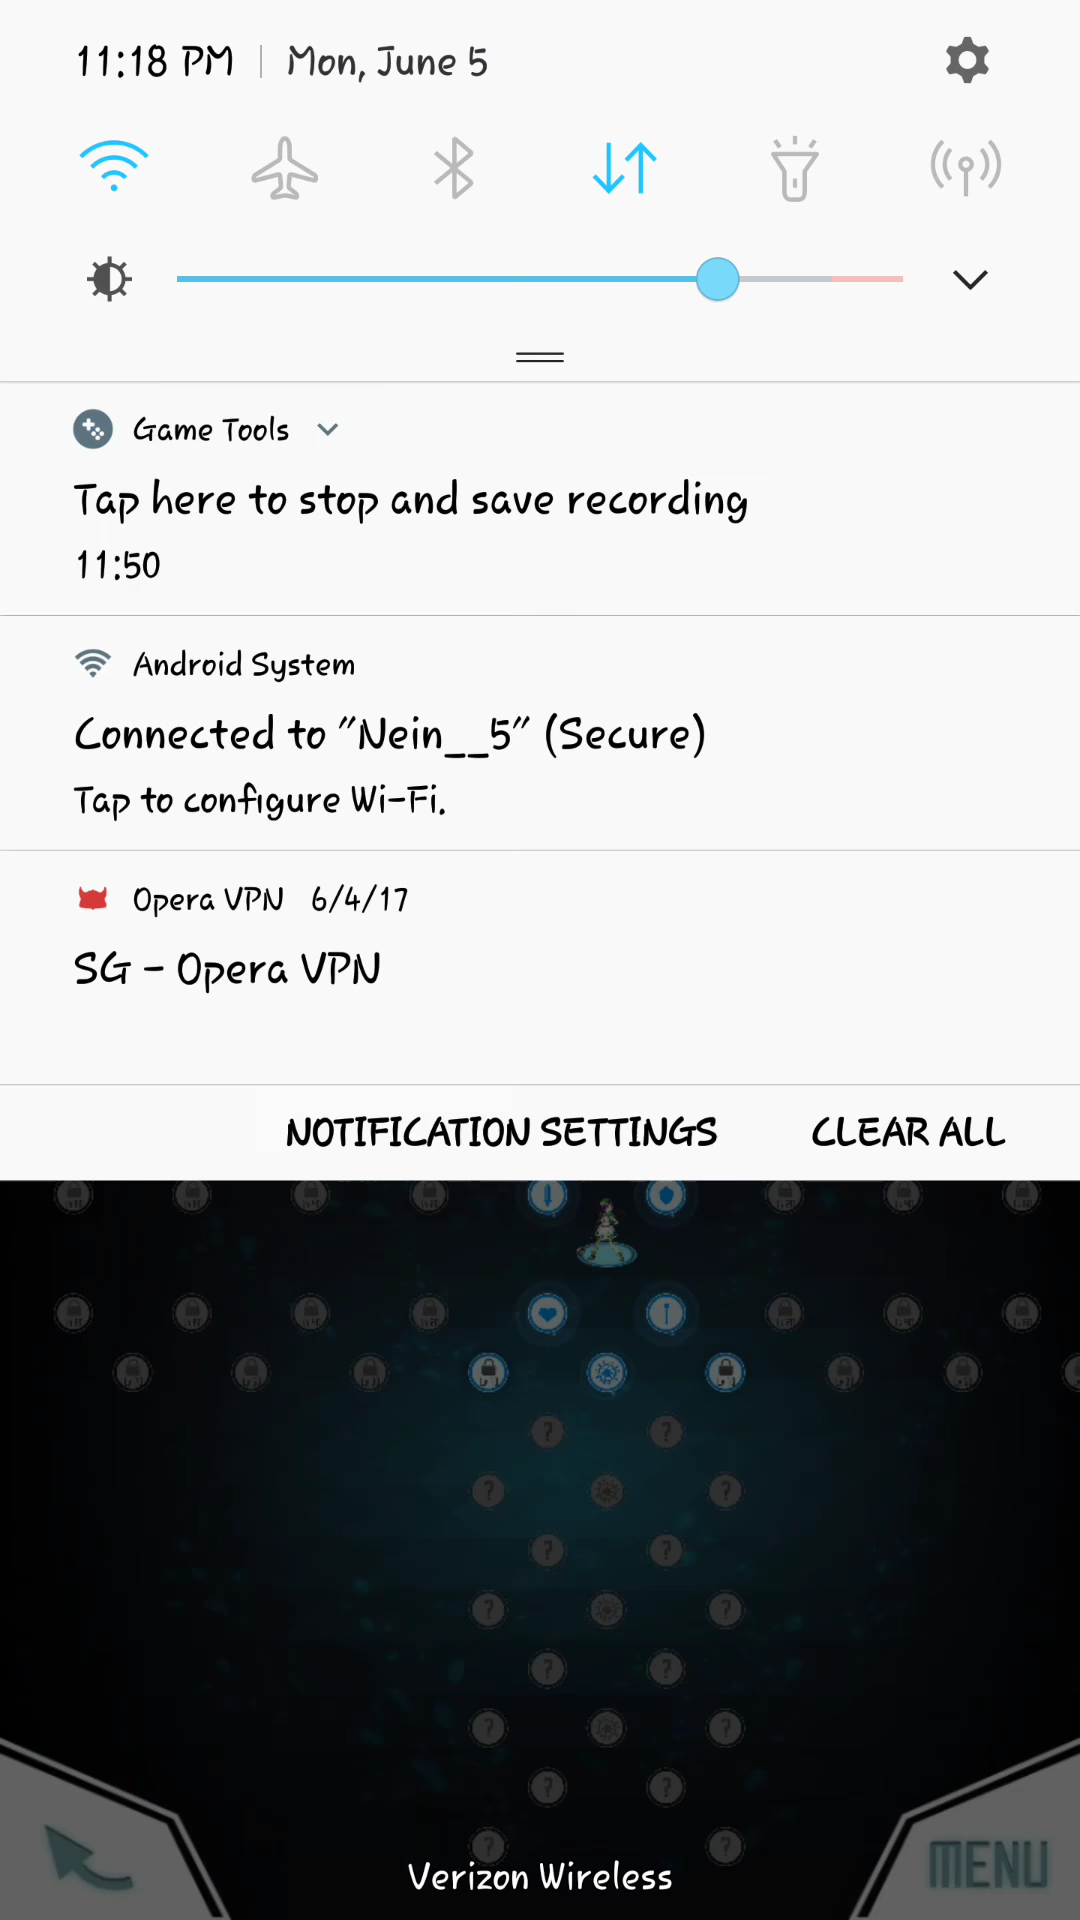 11:18 PM | Mon, June 5
Game Tools
Tap here to stop and save recording
11:50
Android System
Connected to "Nein__5" (Secure)
Tap to configure Wi-Fi.
Opera VPN 6/4/17
SG - Opera VPN
NOTIFICATION SETTINGS CLEAR ALL
? ?
? ?
? ?
? ?
? ?
? ?
? ?
? ?
MENU
Verizon Wireless